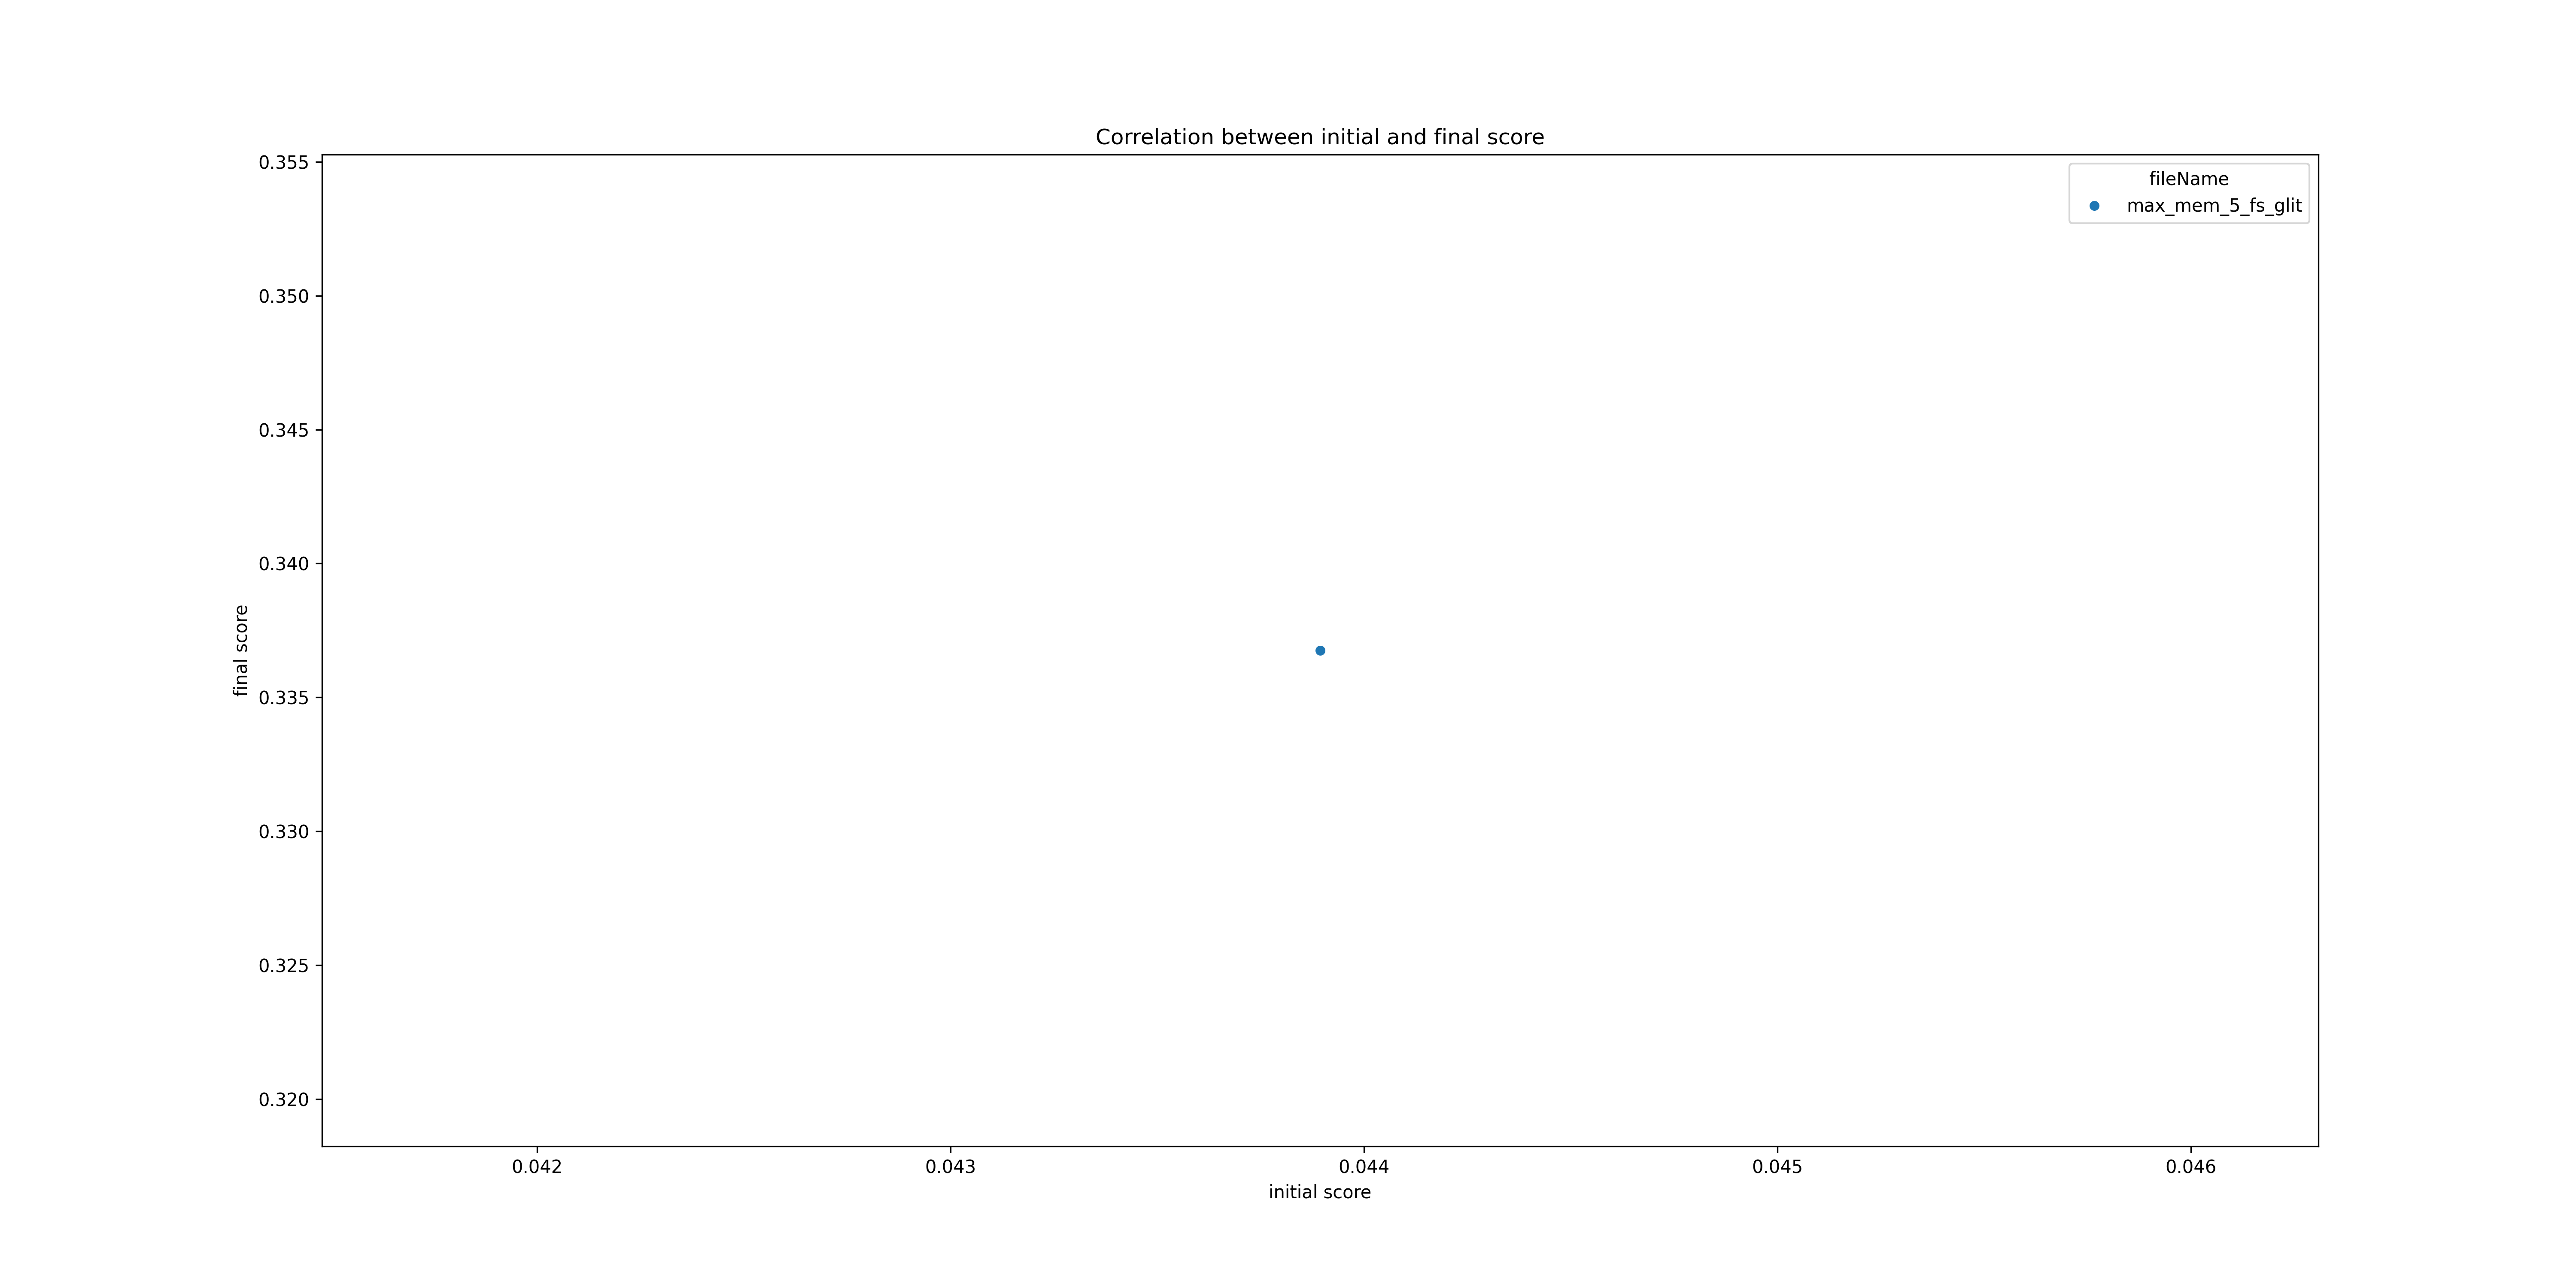 Correlation between initial and final score
fileName
max_mem_5_fs_glit
0.355
0.350
0.345
0.340
0.335
0.330
0.325
0.320
final score
0.042
0.043
0.044
0.045
0.046
initial score